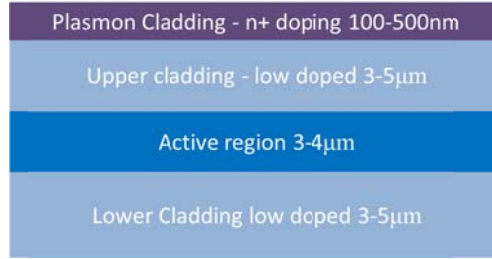 Plasmon Cladding - n+ doping 100-500nm
Upper cladding - low doped 3-5μm
Active region 3-4μm
Lower Cladding low doped 3-5μm